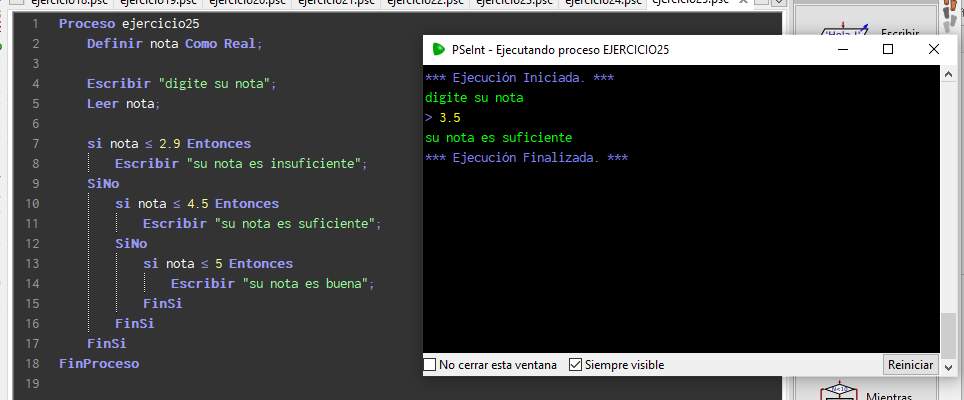 ejercicio18.psc ejercicio19.psc ejercicio20.psc ejercicio21.psc ejercicio22.psc ejercicio23.psc ejercicio24.psc ejercicio25.psc
1 Proceso ejercicio25
2 Definir nota Como Real;
3
4 Escribir "digite su nota";
5 Leer nota;
6
7 si nota ≤ 2.9 Entonces
8 Escribir "su nota es insuficiente";
9 SiNo
10 si nota ≤ 4.5 Entonces
11 Escribir "su nota es suficiente";
12 SiNo
13 si nota ≤ 5 Entonces
14 Escribir "su nota es buena";
15 FinSi
16 FinSi
17 FinSi
18 FinProceso
19
PSeInt - Ejecutando proceso EJERCICIO25
*** Ejecución Iniciada. ***
digite su nota
> 3.5
su nota es suficiente
*** Ejecución Finalizada. ***
No cerrar esta ventana Siempre visible Reiniciar
Escribir
Mientras